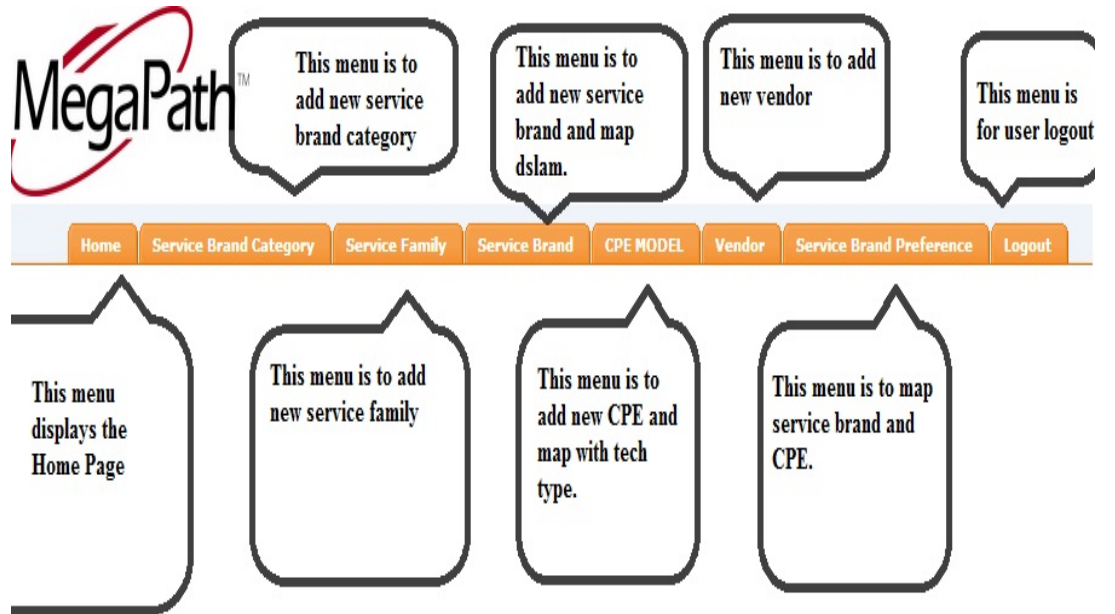 MegaPath™
This menu is to
add new service
brand category
This menu is to
add new service
brand and map
dslam.
This menu is to add
new vendor
This menu is
for user logout
Home
Service Brand Category
Service Family
Service Brand
CPE MODEL
Vendor
Service Brand Preference
Logout
This menu
displays the
Home Page
This menu is to add
new service family
This menu is to
add new CPE and
map with tech
type.
This menu is to map
service brand and
CPE.